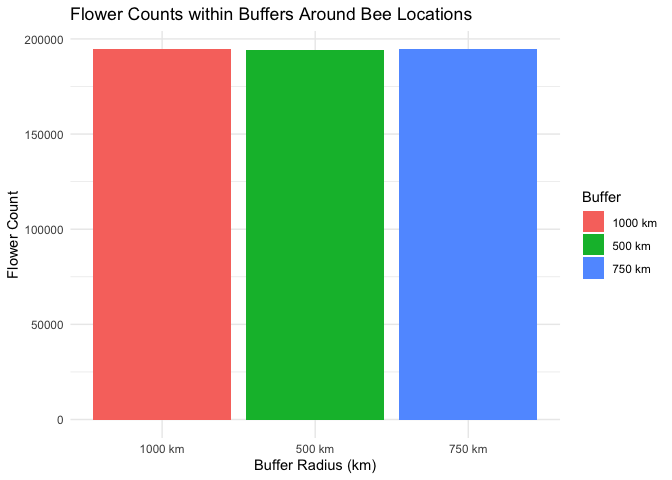 Flower Counts within Buffers Around Bee Locations
Flower Count
200000
150000
100000
50000
0
1000 km
500 km
750 km
Buffer Radius (km)
Buffer
1000 km
500 km
750 km